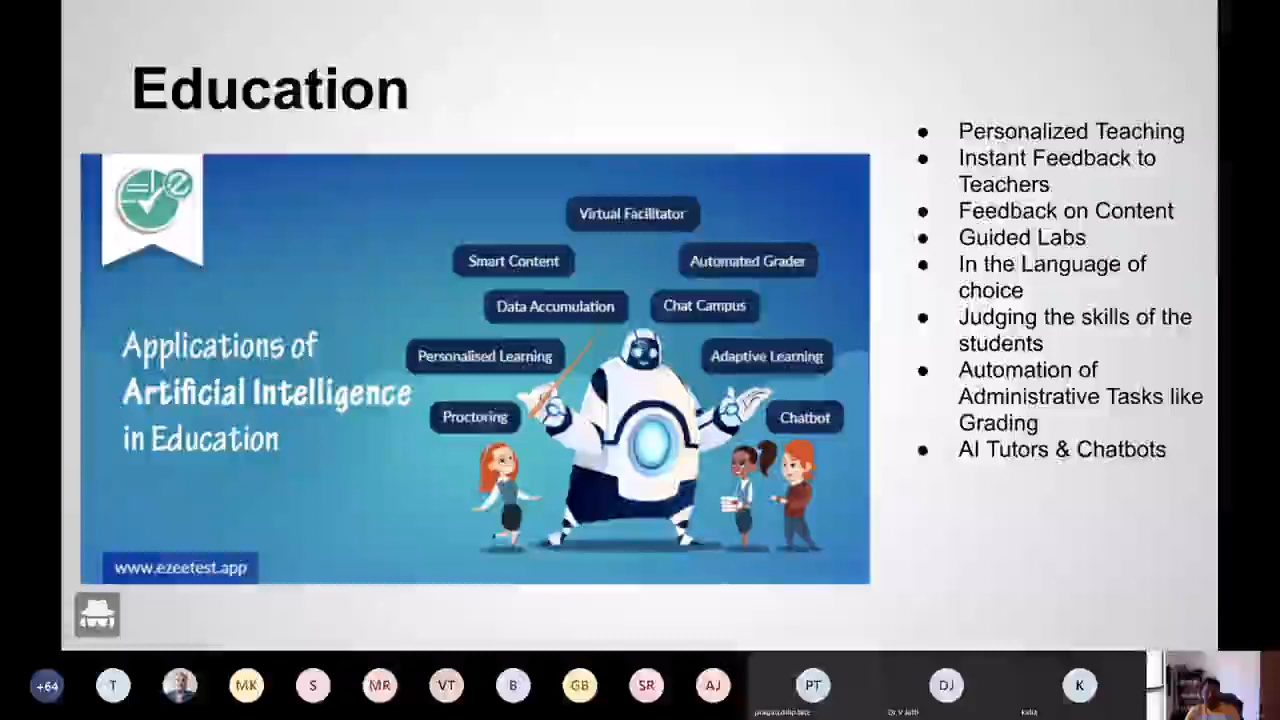 Education
Personalized Teaching
Instant Feedback to
Teachers
Feedback on Content
Guided Labs
In the Language of
choice
Judging the skills of the
students
Automation of
Administrative Tasks like
Grading
AI Tutors & Chatbots
Virtual Facilitator
Smart Content
Automated Grader
Data Accumulation
Chat Campus
Personalised Learning
Adaptive Learning
Proctoring
Chatbot
Applications of
Artificial Intelligence
in Education
www.ezeetest.app
+64
T
MK
S
MR
VT
B
GB
SR
AJ
PT
DJ
K